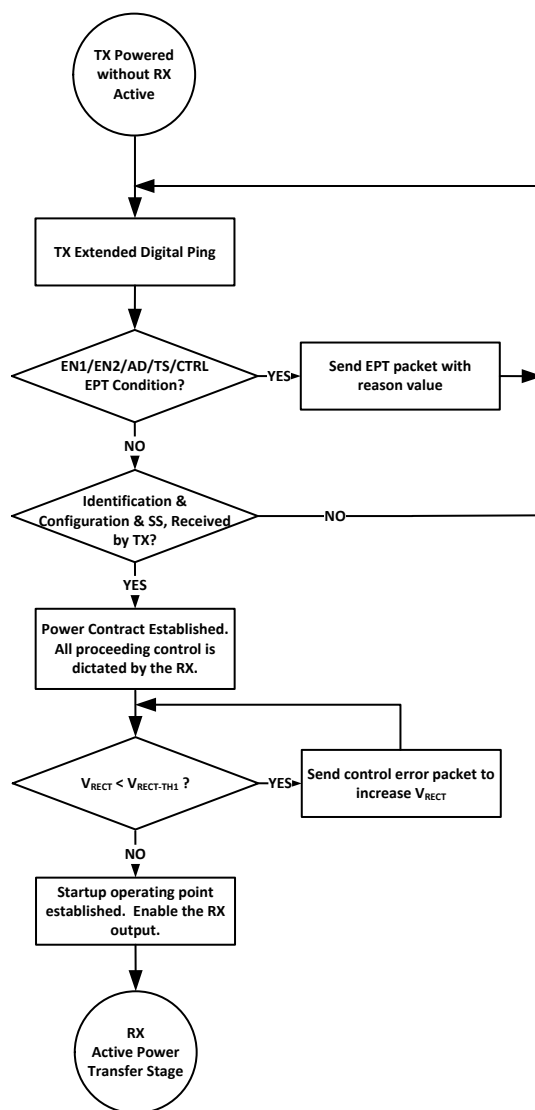 TX Powered
without RX
Active
TX Extended Digital Ping
EN1/EN2/AD/TS/CTRL
EPT Condition?
YES
Send EPT packet with
reason value
NO
Identification &
Configuration & SS, Received
by TX?
NO
YES
Power Contract Established.
All proceeding control is
dictated by the RX.
VRECT < VRECT-TH1 ?
YES
Send control error packet to
increase VRECT
NO
Startup operating point
established. Enable the RX
output.
RX
Active Power
Transfer Stage